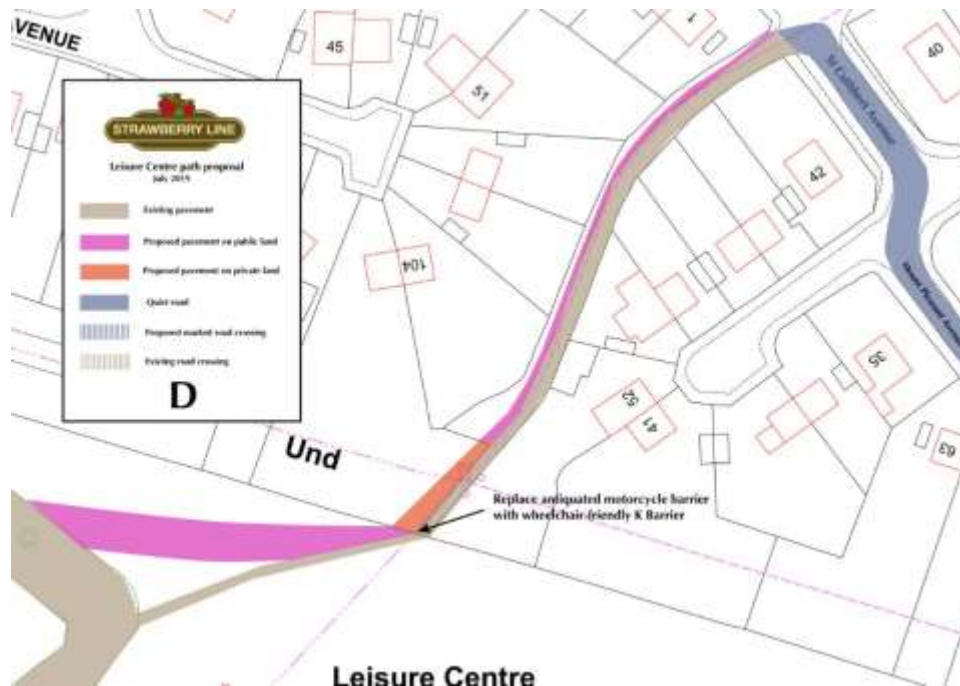 AVENUE
45
51
1
40
STRAWBERRY LINE
Leisure Centre path proposal
July 2019
Existing pavement
Proposed pavement on public land
Proposed pavement on private land
Quiet road
Proposed marked road crossing
Existing road crossing
D
104
42
St Cuthbert Avenue
Mount Pleasant Avenue
35
52
41
63
Und
Replace antiquated motorcycle barrier
with wheelchair-friendly K Barrier
Leisure Centre